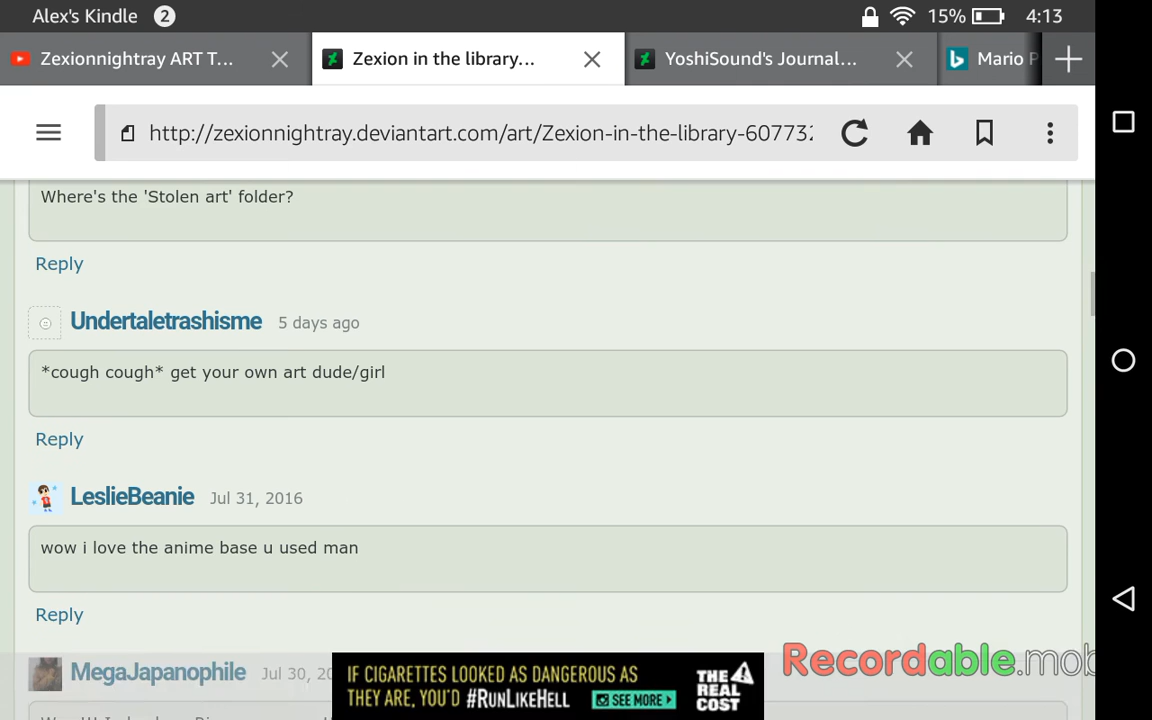 Alex's Kindle 2 15% 4:13
Zexionnightray ART T... Zexion in the library... YoshiSound's Journal... Mario P
http://zexionnightray.deviantart.com/art/Zexion-in-the-library-607732
Where's the 'Stolen art' folder?
Reply
Undertaletrashisme 5 days ago
*cough cough* get your own art dude/girl
Reply
LeslieBeanie Jul 31, 2016
wow i love the anime base u used man
Reply
MegaJapanophile Jul 30, 20
IF CIGARETTES LOOKED AS DANGEROUS AS
THEY ARE, YOU'D #RUNLIKEHELL SEE MORE
THE REAL COST
Recordable.mob